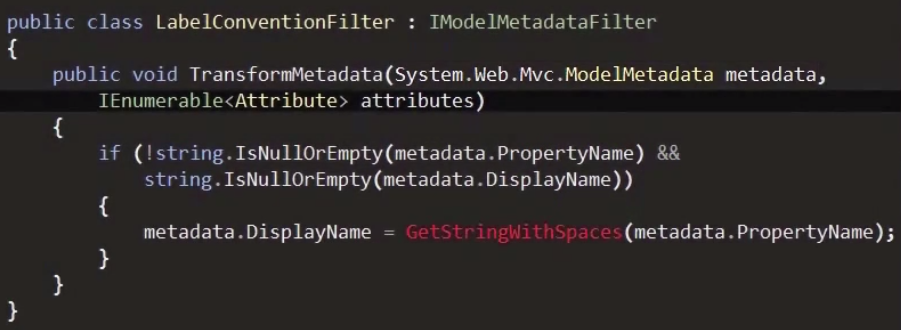 public class LabelConventionFilter : IModelMetadataFilter
{
    public void TransformMetadata(System.Web.Mvc.ModelMetadata metadata,
        IEnumerable<Attribute> attributes)
    {
        if (!string.IsNullOrEmpty(metadata.PropertyName) &&
            string.IsNullOrEmpty(metadata.DisplayName))
        {
            metadata.DisplayName = GetStringWithSpaces(metadata.PropertyName);
        }
    }
}